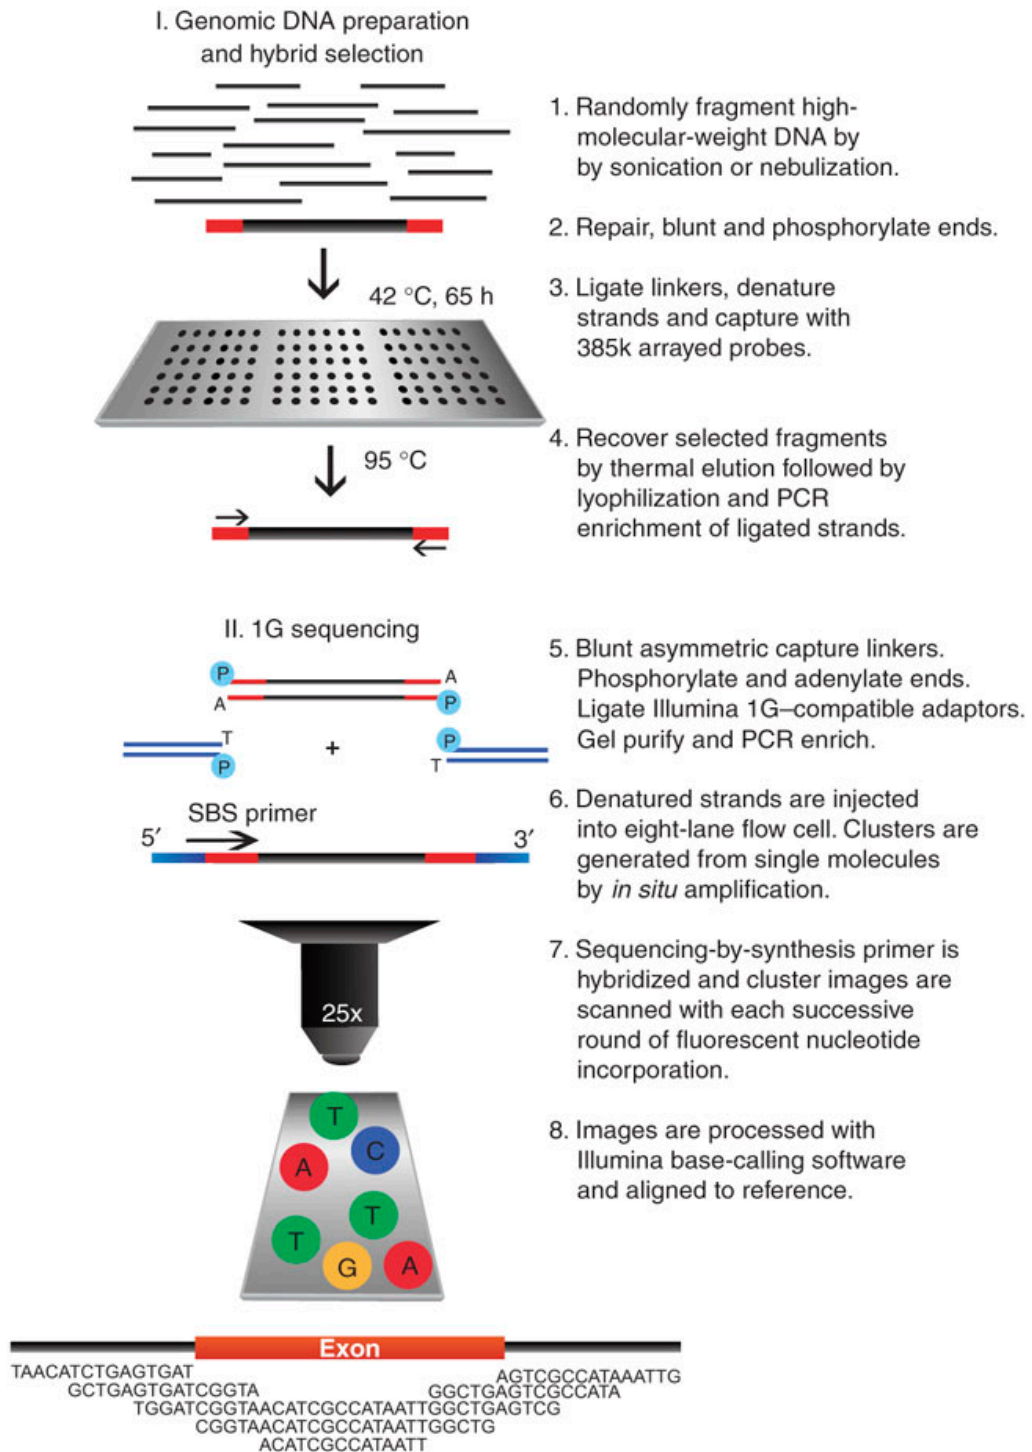 I. Genomic DNA preparation
and hybrid selection
1. Randomly fragment high-
molecular-weight DNA by
by sonication or nebulization.
2. Repair, blunt and phosphorylate ends.
42 °C, 65 h
3. Ligate linkers, denature
strands and capture with
385k arrayed probes.
95 °C
4. Recover selected fragments
by thermal elution followed by
lyophilization and PCR
enrichment of ligated strands.
II. 1G sequencing
P
A
A
P
T
P
+
P
T
5. Blunt asymmetric capture linkers.
Phosphorylate and adenylate ends.
Ligate Illumina 1G–compatible adaptors.
Gel purify and PCR enrich.
SBS primer
5′
3′
6. Denatured strands are injected
into eight-lane flow cell. Clusters are
generated from single molecules
by in situ amplification.
25x
7. Sequencing-by-synthesis primer is
hybridized and cluster images are
scanned with each successive
round of fluorescent nucleotide
incorporation.
T
C
A
T
T
G
A
8. Images are processed with
Illumina base-calling software
and aligned to reference.
Exon
TAACATCTGAGTGAT
AGTCGCCATAAATTG
GCTGAGTGATCGGTA
GGCTGAGTCGCCATA
TGGATCGGTAACATCGCCATAATTGGCTGAGTCG
CGGTAACATCGCCATAATTGGCTG
ACATCGCCATAATT